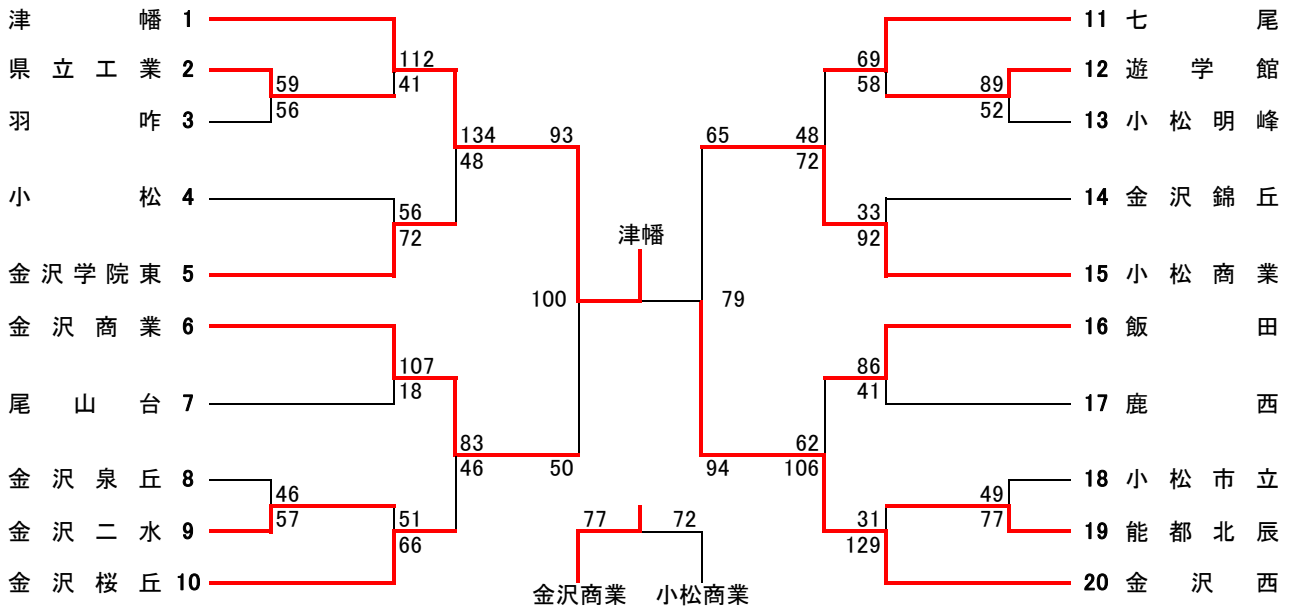 津幡 1
112
県立工業 2
59
41
56
羽咋 3
134
93
48
小松 4
56
72
金沢学院東 5
津幡
100
79
金沢商業 6
107
18
尾山台 7
83
46
50
金沢泉丘 8
46
57
金沢二水 9
51
66
金沢桜丘 10
77
72
金沢商業 小松商業
11 七尾
69
12 遊学館
58
89
52
13 小松明峰
65
48
72
14 金沢錦丘
33
92
15 小松商業
16 飯田
86
41
17 鹿西
62
94
106
18 小松市立
49
77
19 能都北辰
31
129
20 金沢西